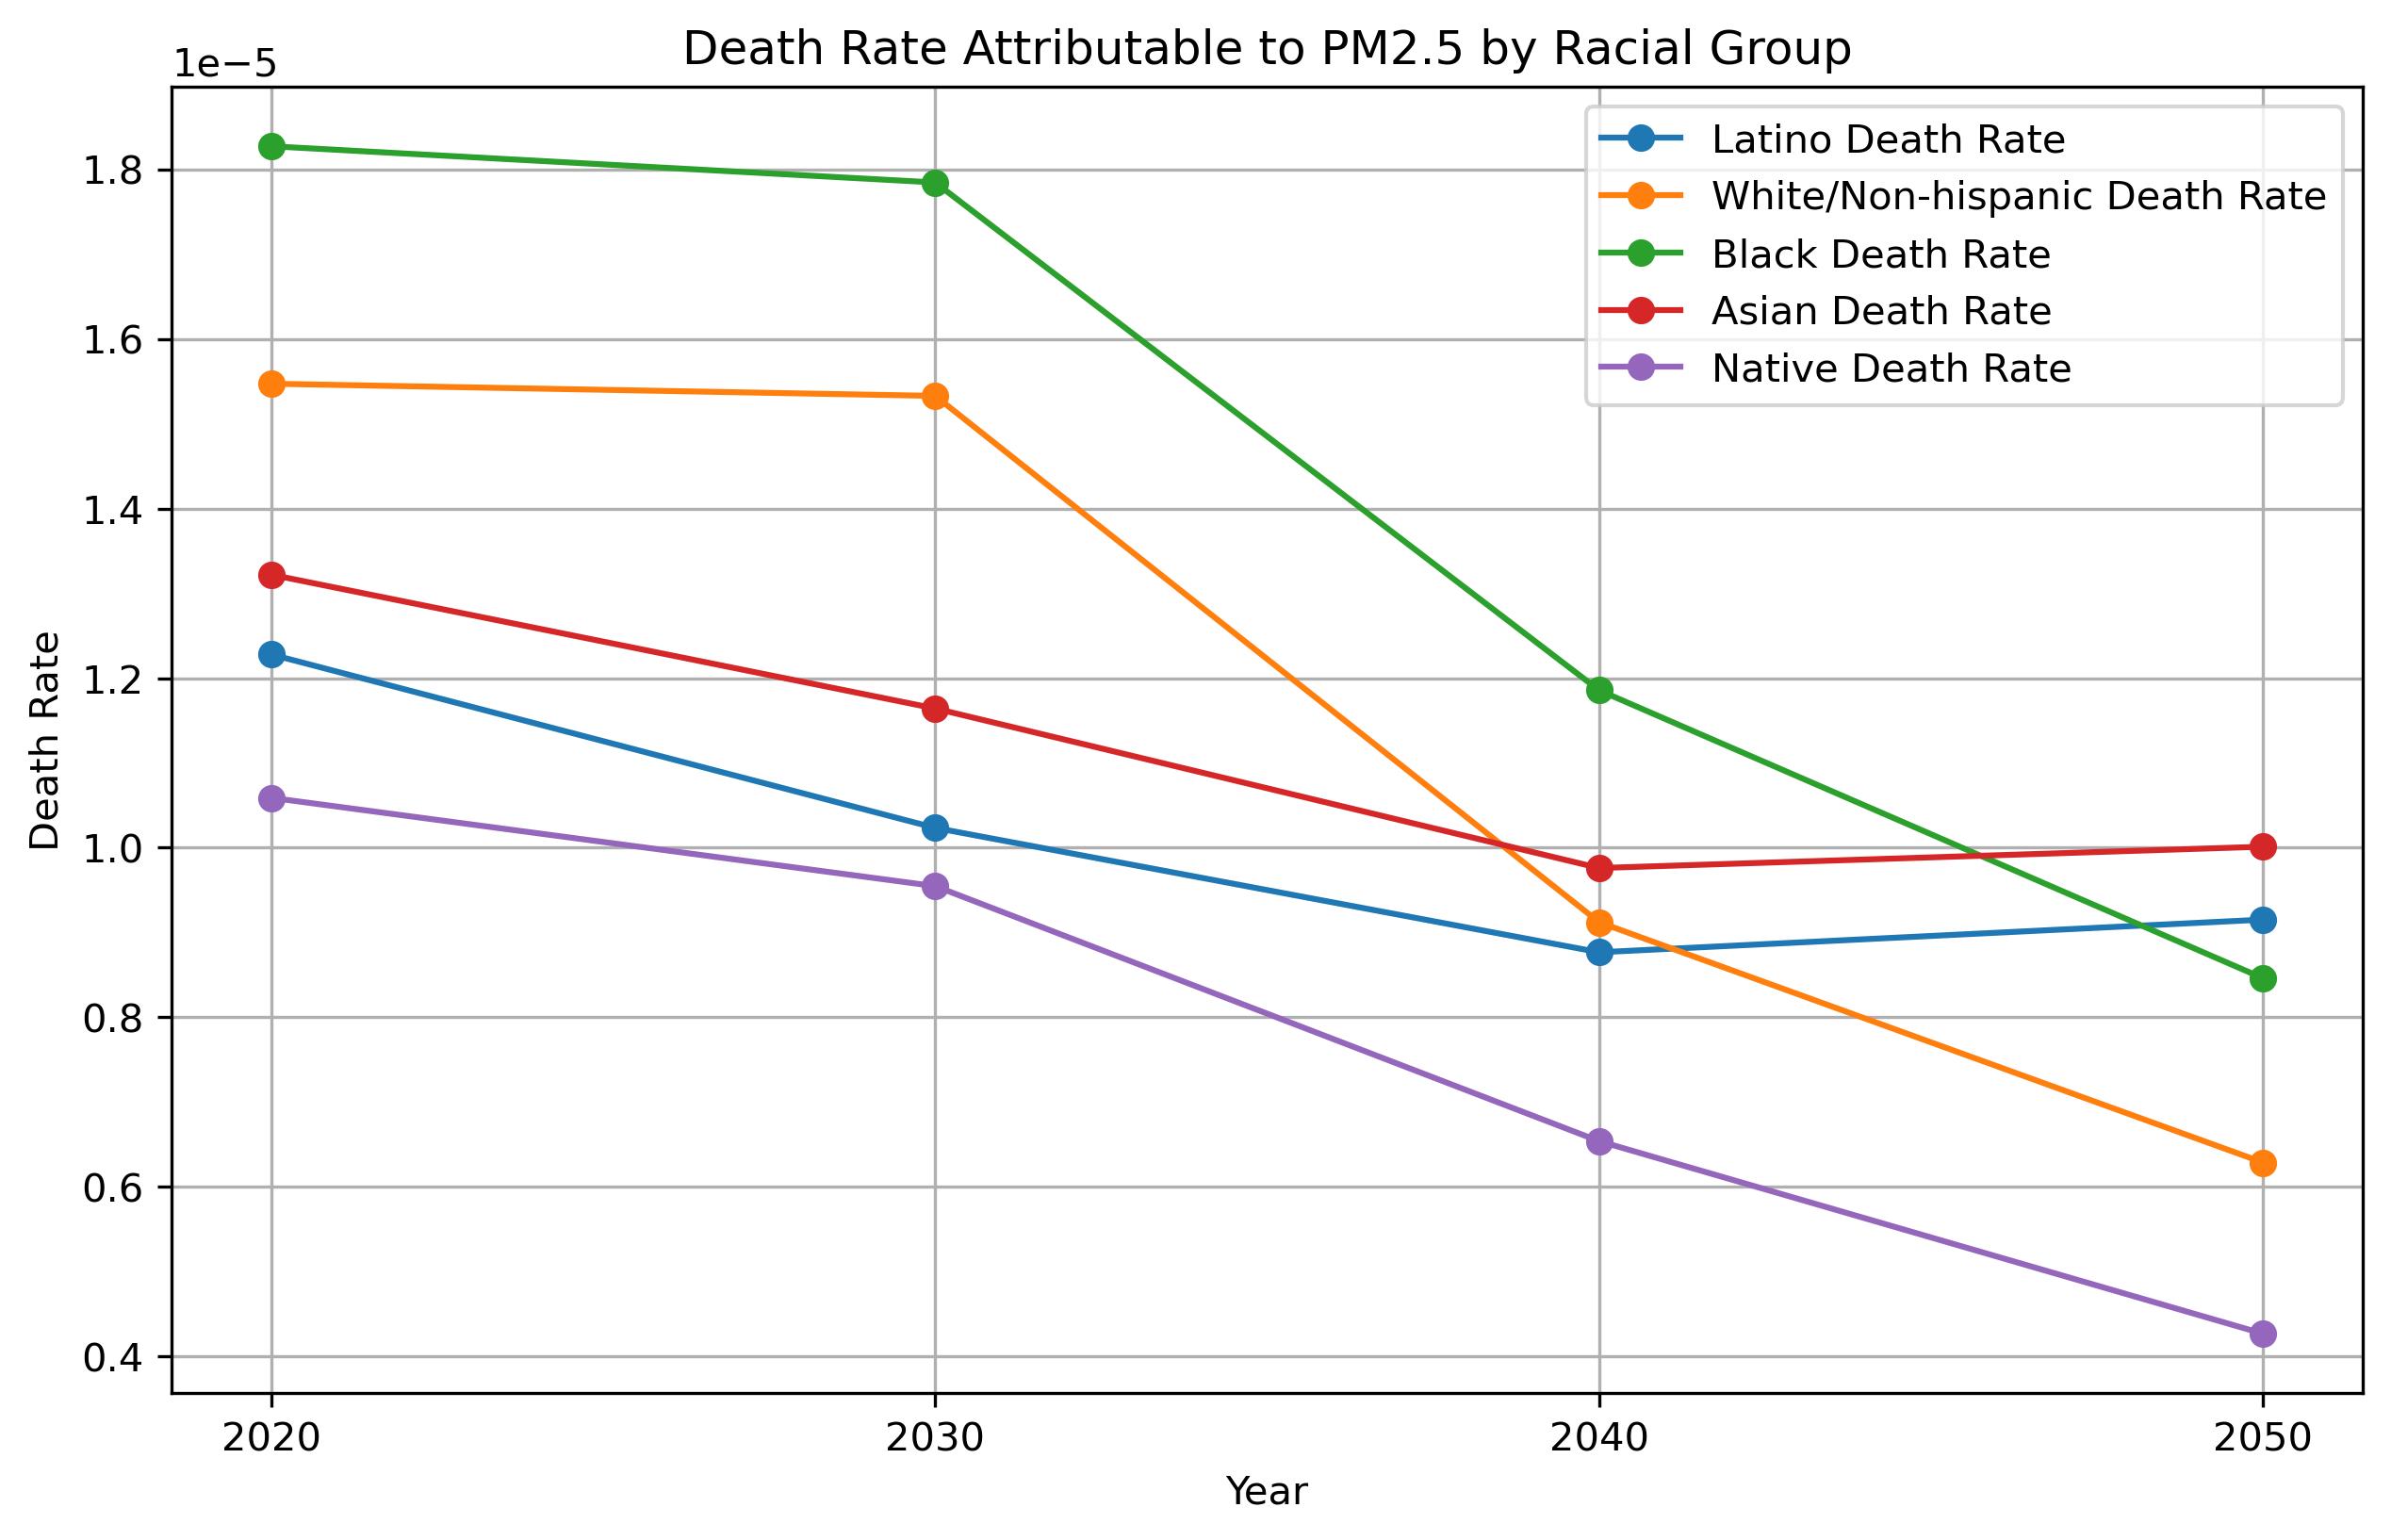 Death Rate Attributable to PM2.5 by Racial Group
1e−5
Latino Death Rate
White/Non-hispanic Death Rate
Black Death Rate
Asian Death Rate
Native Death Rate
Death Rate
1.8
1.6
1.4
1.2
1.0
0.8
0.6
0.4
2020 2030 2040 2050
Year